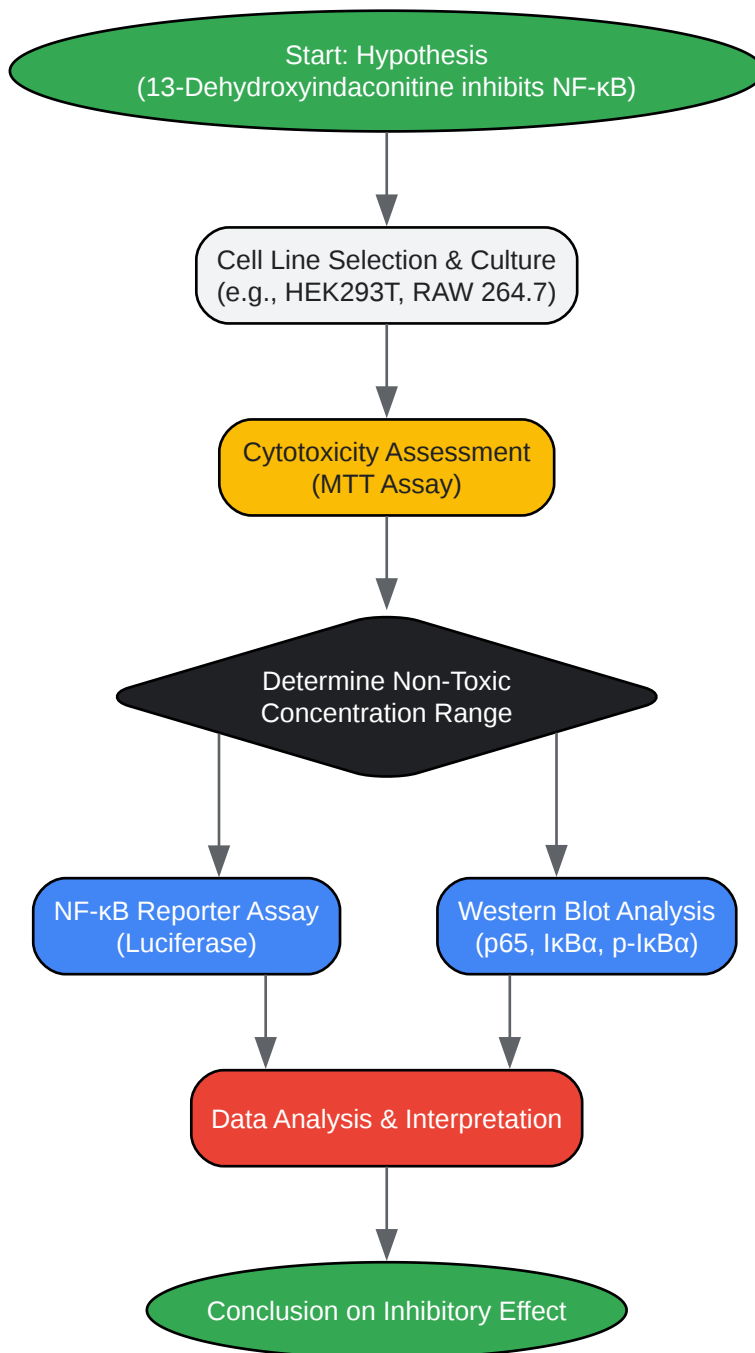 Start: Hypothesis
(13-Dehydroxyindaconitine inhibits NF-κB)
Cell Line Selection & Culture
(e.g., HEK293T, RAW 264.7)
Cytotoxicity Assessment
(MTT Assay)
Determine Non-Toxic
Concentration Range
NF-κB Reporter Assay
(Luciferase)
Western Blot Analysis
(p65, IκBα, p-IκBα)
Data Analysis & Interpretation
Conclusion on Inhibitory Effect